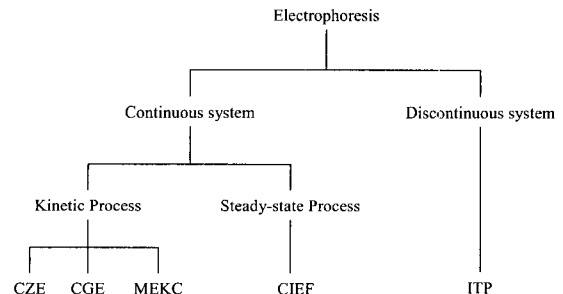 Electrophoresis
Continuous system
Discontinuous system
Kinetic Process
Steady-state Process
CZE
CGE
MEKC
CIEF
ITP